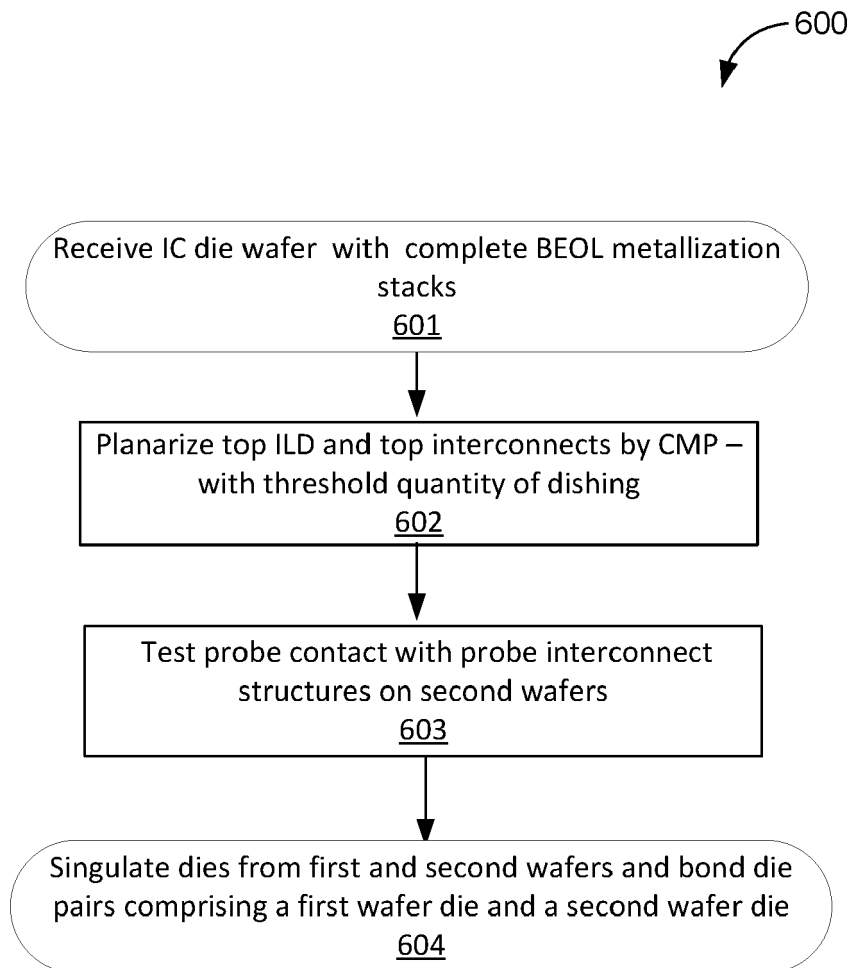 600
Receive IC die wafer with complete BEOL metallization
stacks
601
Planarize top ILD and top interconnects by CMP –
with threshold quantity of dishing
602
Test probe contact with probe interconnect
structures on second wafers
603
Singulate dies from first and second wafers and bond die
pairs comprising a first wafer die and a second wafer die
604